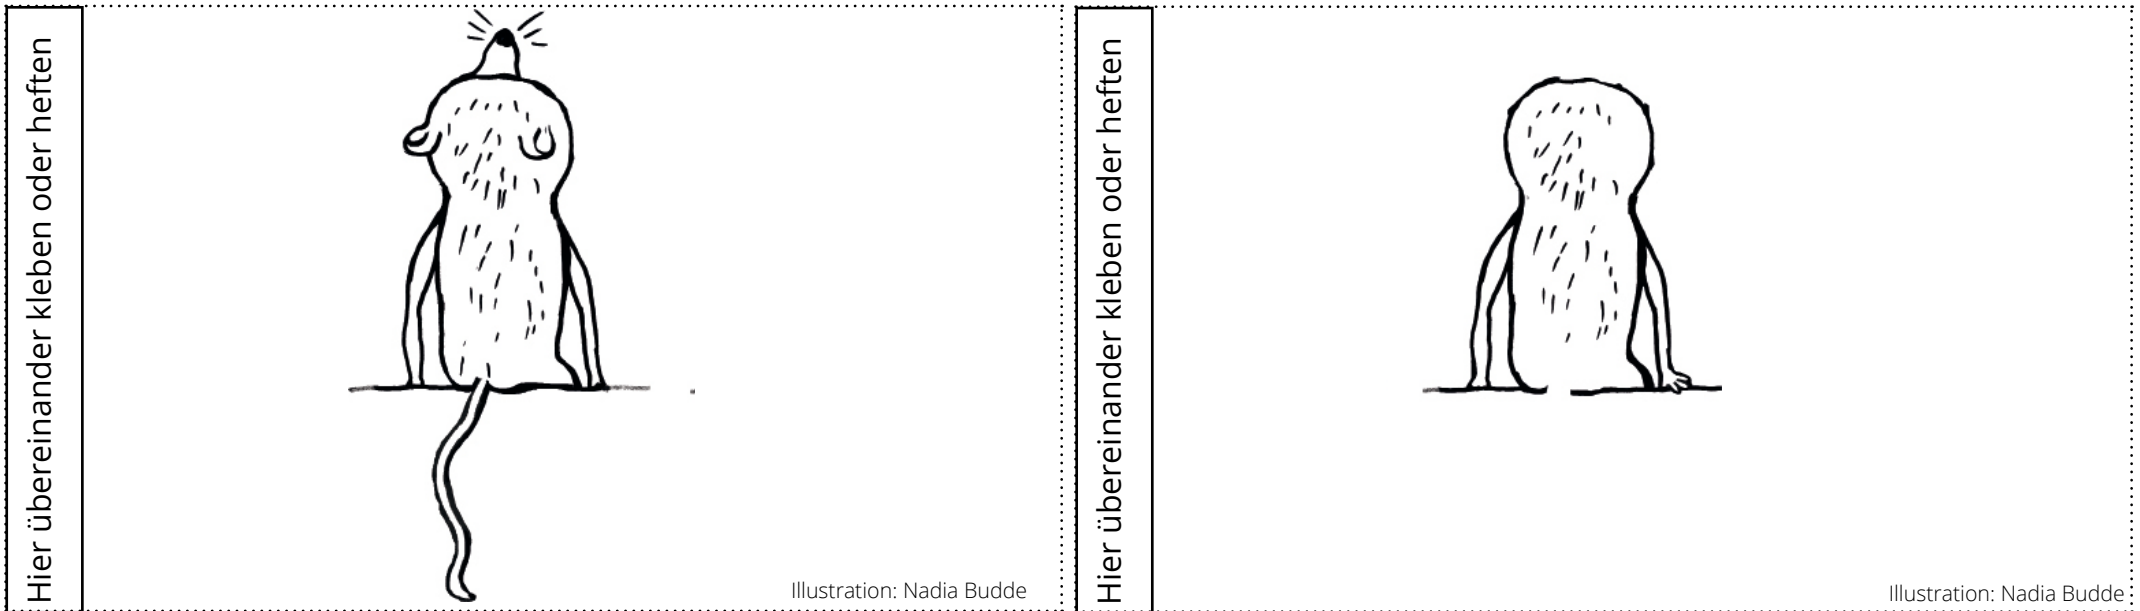 Hier übereinander kleben oder heften
Illustration: Nadia Budde
Hier übereinander kleben oder heften
Illustration: Nadia Budde